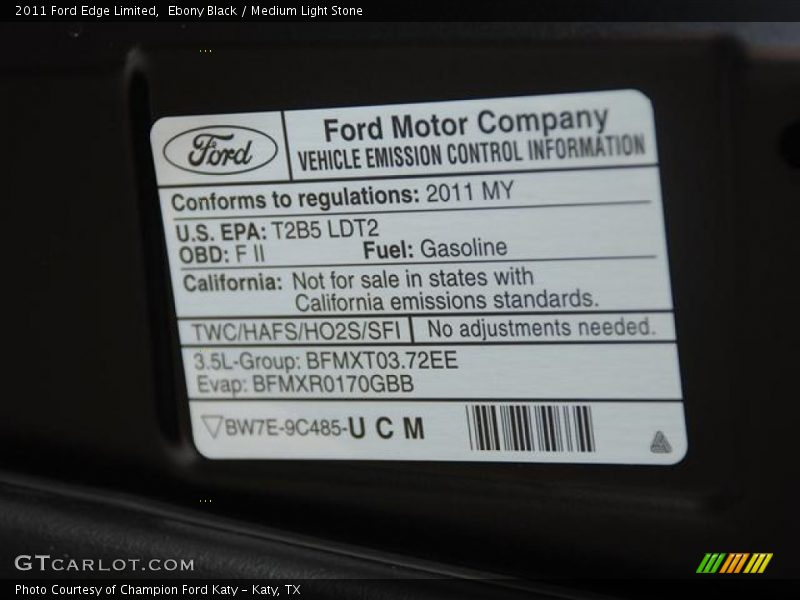 2011 Ford Edge Limited,  Ebony Black / Medium Light Stone
Ford
Ford Motor Company
VEHICLE EMISSION CONTROL INFORMATION
Conforms to regulations: 2011 MY
U.S. EPA: T2B5 LDT2
OBD: F II Fuel: Gasoline
California: Not for sale in states with
California emissions standards.
TWC/HAFS/HO2S/SFI No adjustments needed.
3.5L-Group: BFMXT03.72EE
Evap: BFMXR0170GBB
BW7E-9C485-U C M
GTCARLOT.COM
Photo Courtesy of Champion Ford Katy - Katy, TX